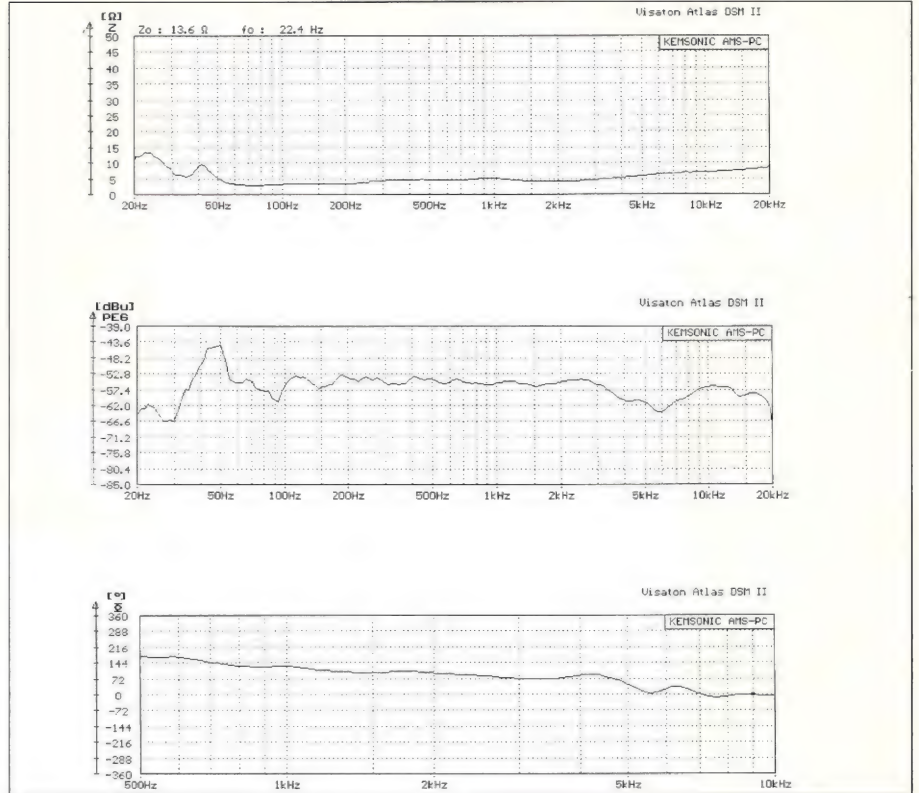 Visaton Atlas DSM II
[Ω]
Z
Zo : 13.6 Ω fo : 22.4 Hz
KEMSONIC AMS-PC
50
45
40
35
30
25
20
15
10
5
0
20Hz 50Hz 100Hz 200Hz 500Hz 1kHz 2kHz 5kHz 10kHz 20kHz
Visaton Atlas DSM II
[dBu]
PEG
KEMSONIC AMS-PC
-39.0
-43.6
-48.2
-52.8
-57.4
-62.0
-66.6
-71.2
-75.8
-80.4
-85.0
20Hz 50Hz 100Hz 200Hz 500Hz 1kHz 2kHz 5kHz 10kHz 20kHz
Visaton Atlas DSM II
[°]
Φ
KEMSONIC AMS-PC
360
288
216
144
72
0
-72
-144
-216
-288
-360
500Hz 1kHz 2kHz 5kHz 10kHz